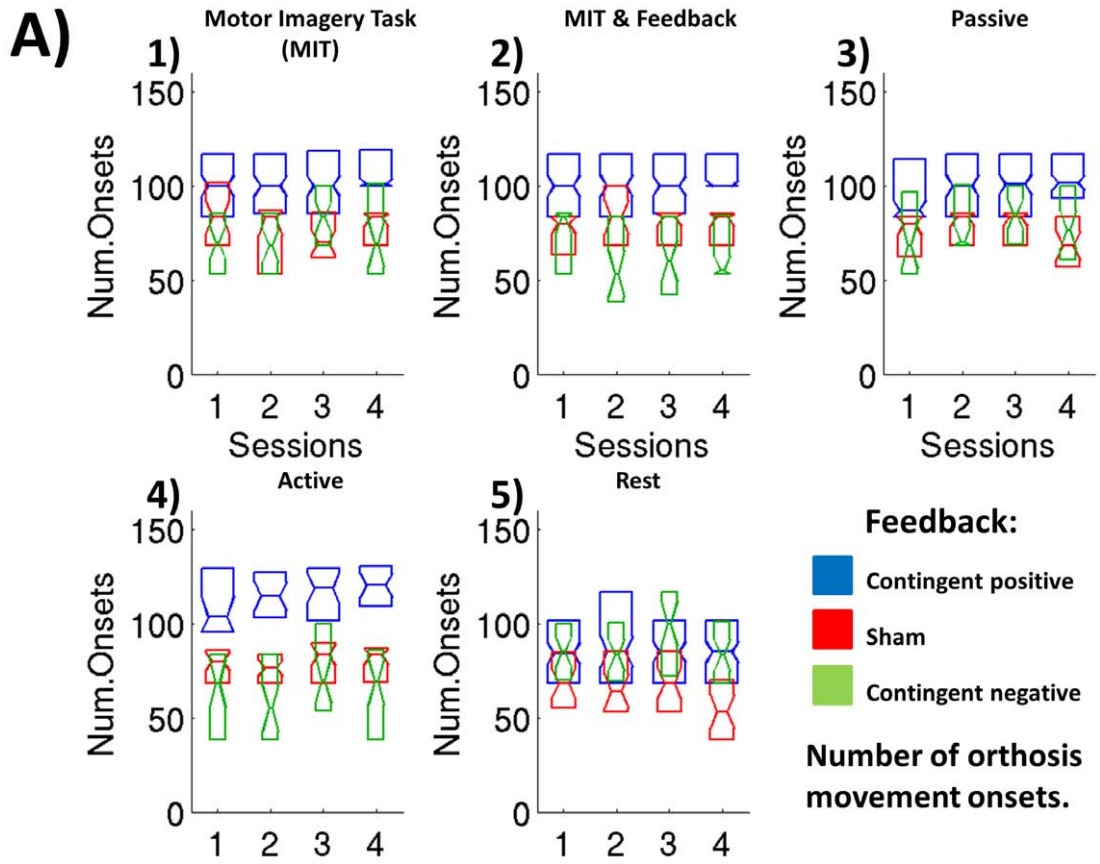 A)
Motor Imagery Task
(MIT)
1)
150
100
50
0
Num.Onsets
1 2 3 4
Sessions
MIT & Feedback
2)
150
100
50
0
Num.Onsets
1 2 3 4
Sessions
Passive
3)
150
100
50
0
Num.Onsets
1 2 3 4
Sessions
Active
4)
150
100
50
0
Num.Onsets
1 2 3 4
Rest
5)
150
100
50
0
Num.Onsets
1 2 3 4
Feedback:
Contingent positive
Sham
Contingent negative
Number of orthosis
movement onsets.